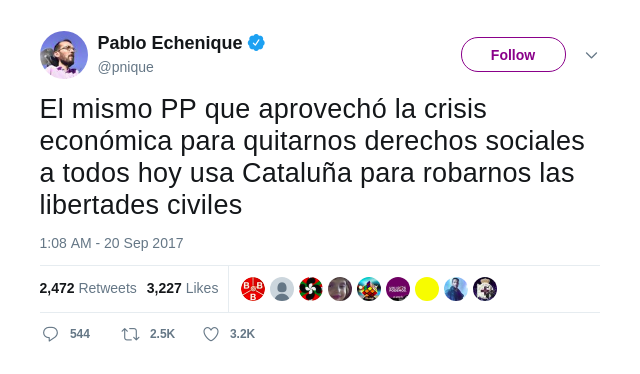 Pablo Echenique
@pnique
Follow
El mismo PP que aprovechó la crisis
económica para quitarnos derechos sociales
a todos hoy usa Cataluña para robarnos las
libertades civiles
1:08 AM - 20 Sep 2017
2,472 Retweets 3,227 Likes
B B B
544 2.5K 3.2K